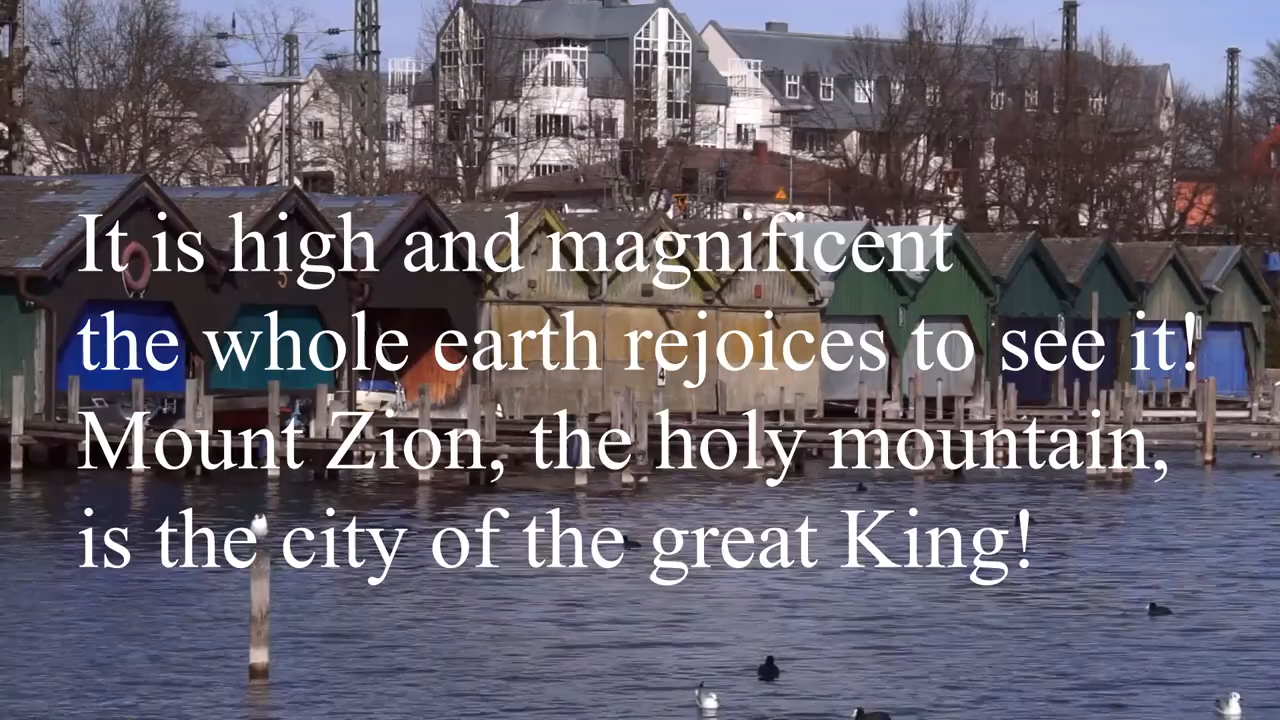 It is high and magnificent
the whole earth rejoices to see it!
Mount Zion, the holy mountain,
is the city of the great King!
4